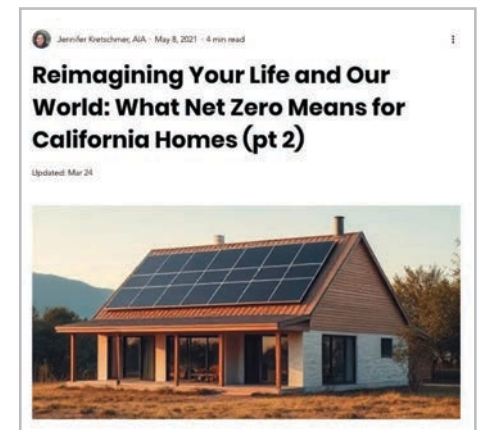 Jennifer Kretschmer, AIA · May 8, 2021 · 4 min read
Reimagining Your Life and Our
World: What Net Zero Means for
California Homes (pt 2)
Updated: Mar 24